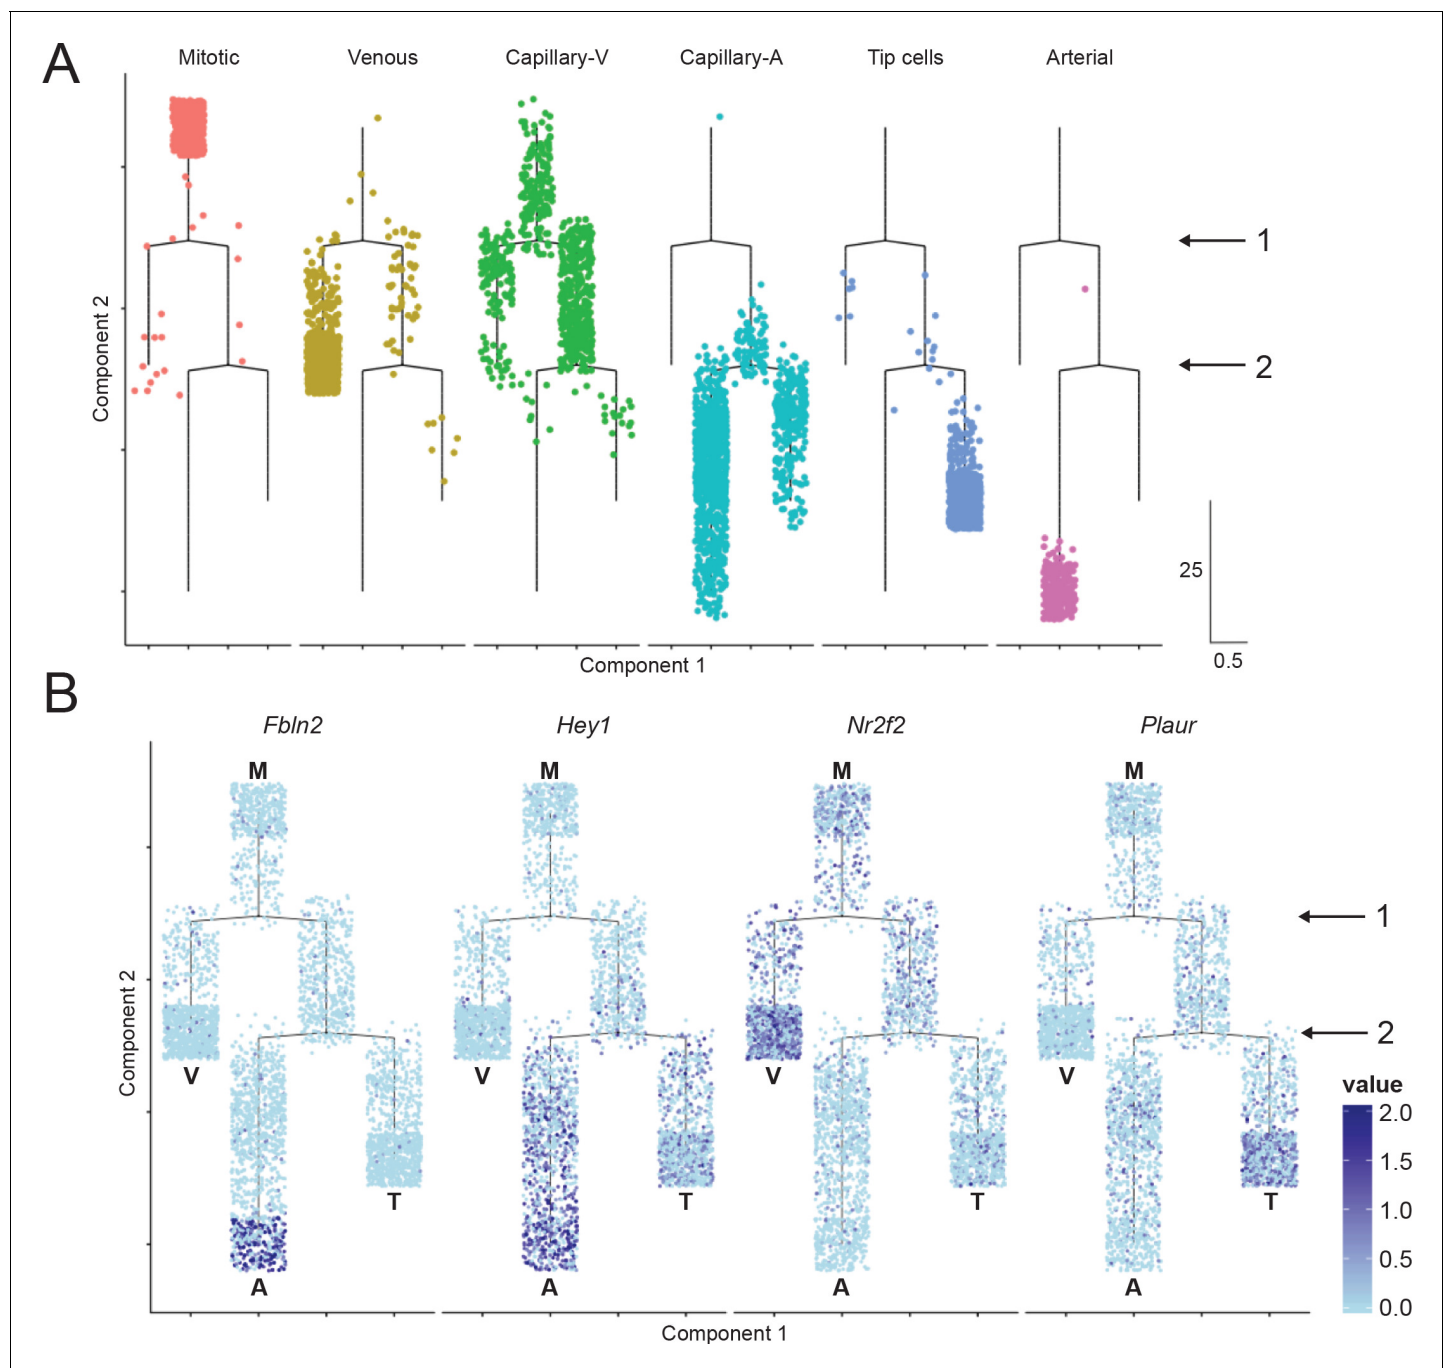 A
Mitotic Venous Capillary-V Capillary-A Tip cells Arterial
1
2
Component 2
25
0.5
Component 1
B
Fbln2 Hey1 Nr2f2 Plaur
M M M M
1
2
Component 2
V V V V
value
2.0
1.5
1.0
0.5
0.0
T T T T
A A A A
Component 1